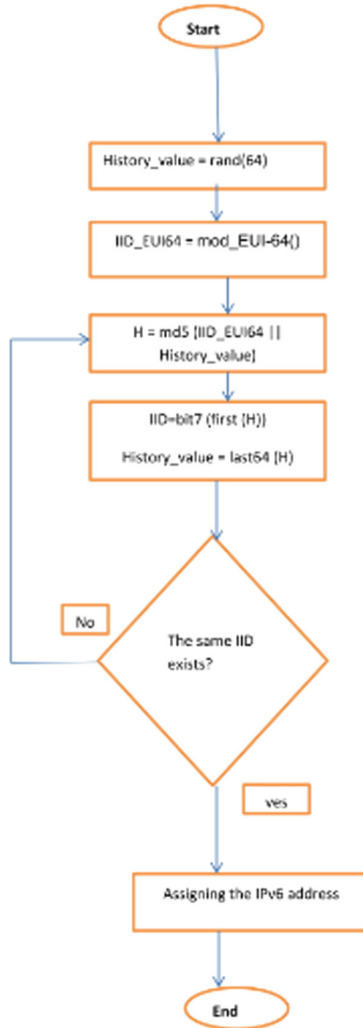 Start
History_value = rand(64)
IID_EUI64 = mod_EUI-64()
H = md5 (IID_EUI64 ||
History_value)
IID=bit7 (first (H))
History_value = last64 (H)
No
The same IID
exists?
yes
Assigning the IPv6 address
End